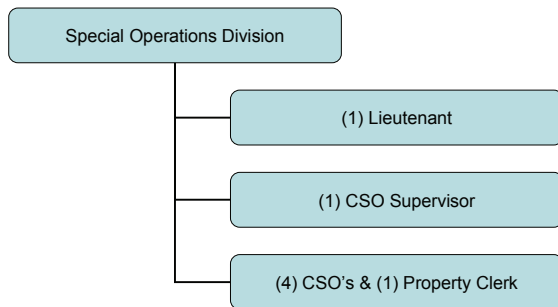 Special Operations Division
(1) Lieutenant
(1) CSO Supervisor
(4) CSO’s & (1) Property Clerk